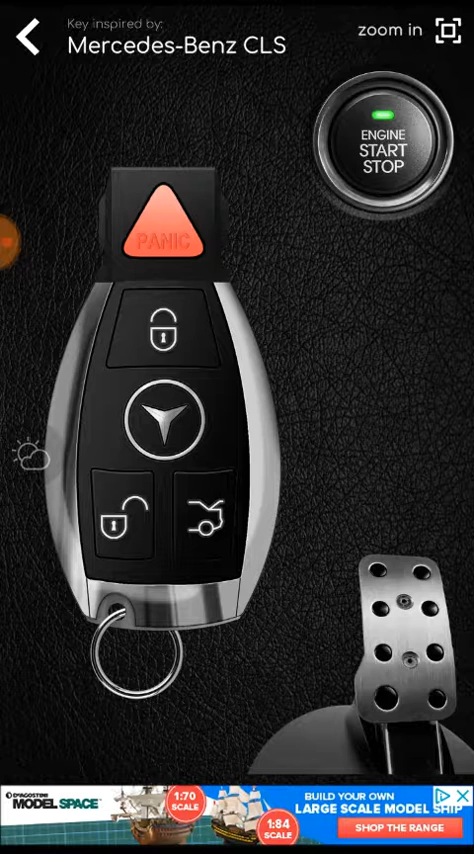 Key inspired by:
Mercedes-Benz CLS
zoom in
ENGINE
START
STOP
PANIC
DeAGOSTINI
MODEL SPACE
1:70
SCALE
1:84
SCALE
BUILD YOUR OWN
LARGE SCALE MODEL SHIP
SHOP THE RANGE